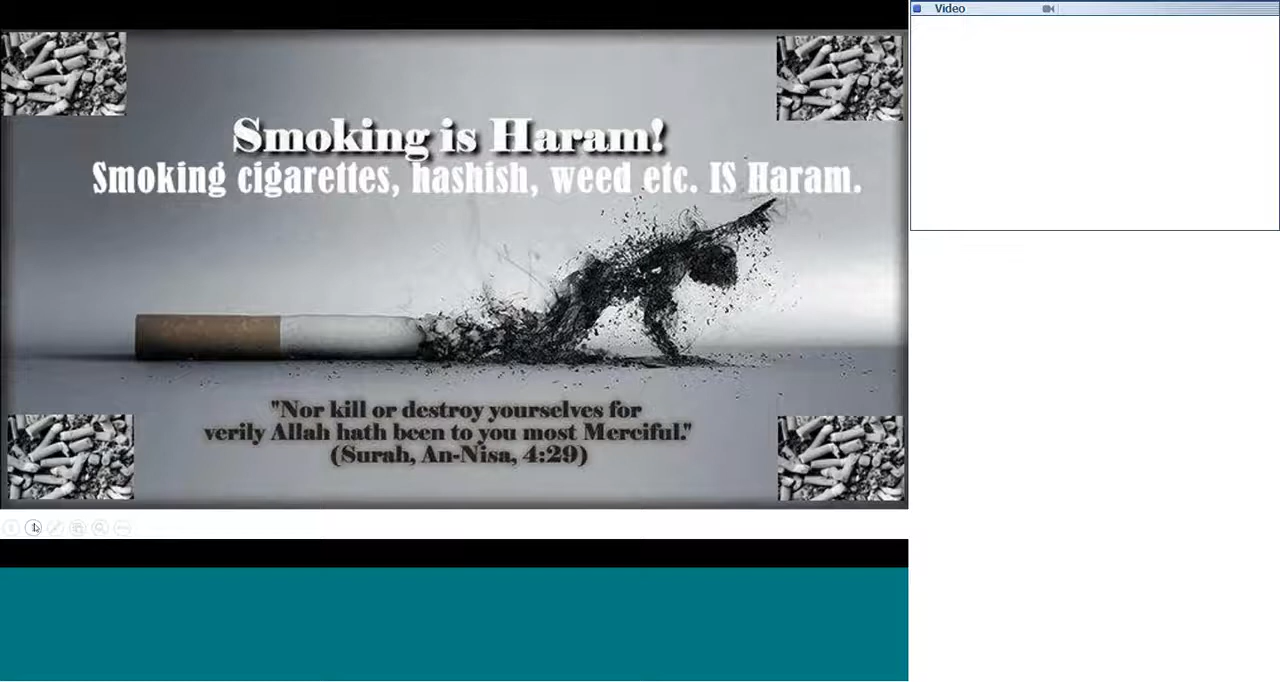 Video
Smoking is Haram!
Smoking cigarettes, hashish, weed etc. IS Haram.
"Nor kill or destroy yourselves for
verily Allah hath been to you most Merciful."
(Surah, An-Nisa, 4:29)